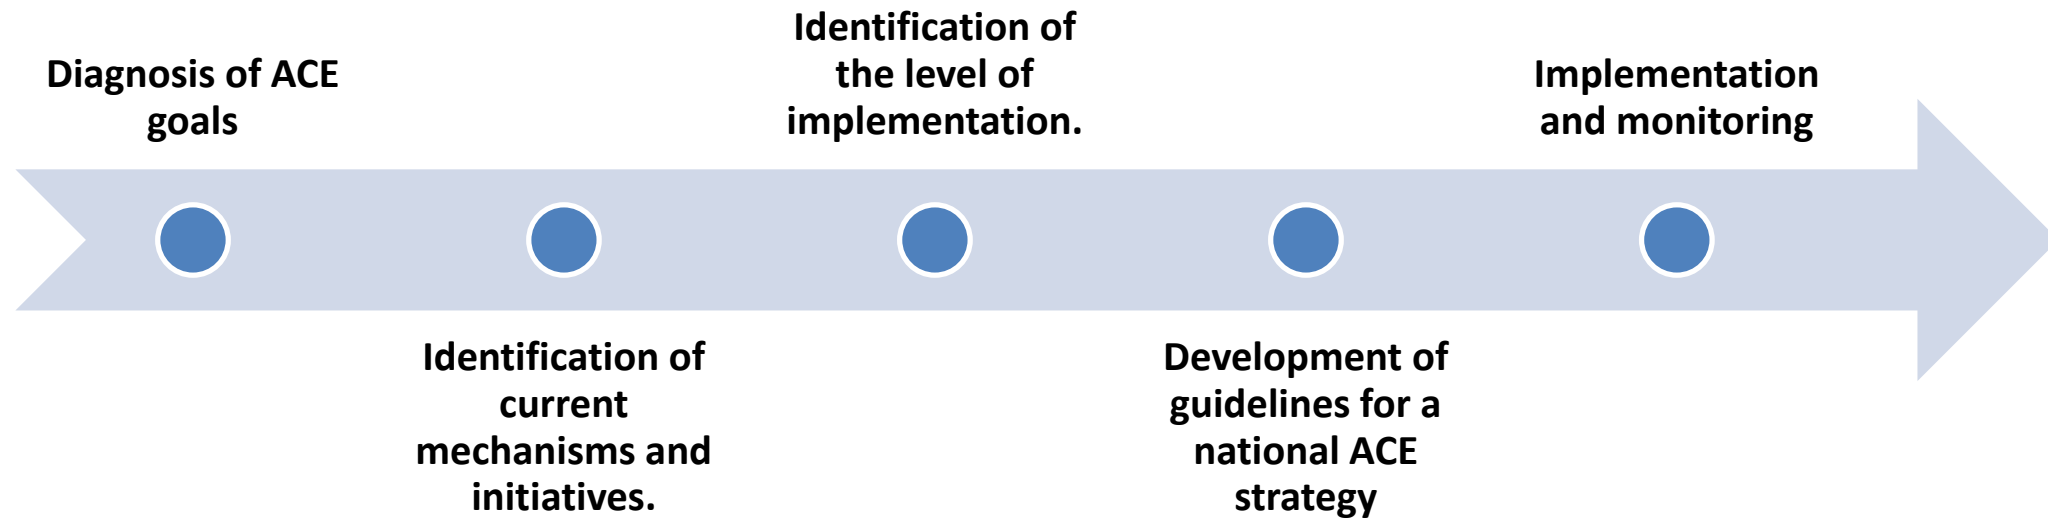 Diagnosis of ACE
goals
Identification of
current
mechanisms and
initiatives.
Identification of
the level of
implementation.
Development of
guidelines for a
national ACE
strategy
Implementation
and monitoring